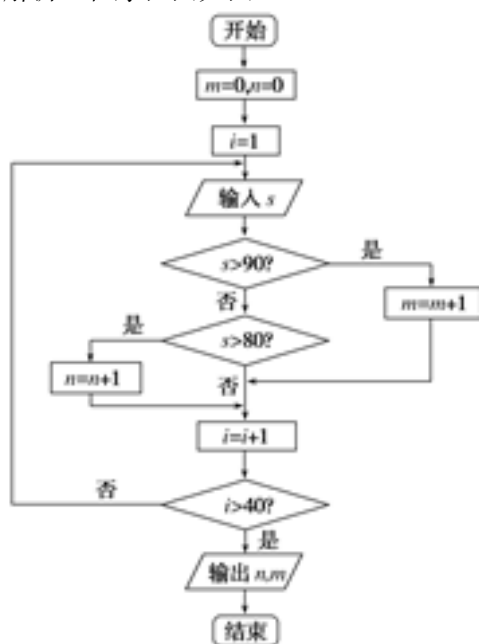 开始
m=0,n=0
i=1
输入 s
s>90?
是
m=m+1
否
s>80?
是
n=n+1
否
i=i+1
否
i>40?
是
输出 n,m
结束